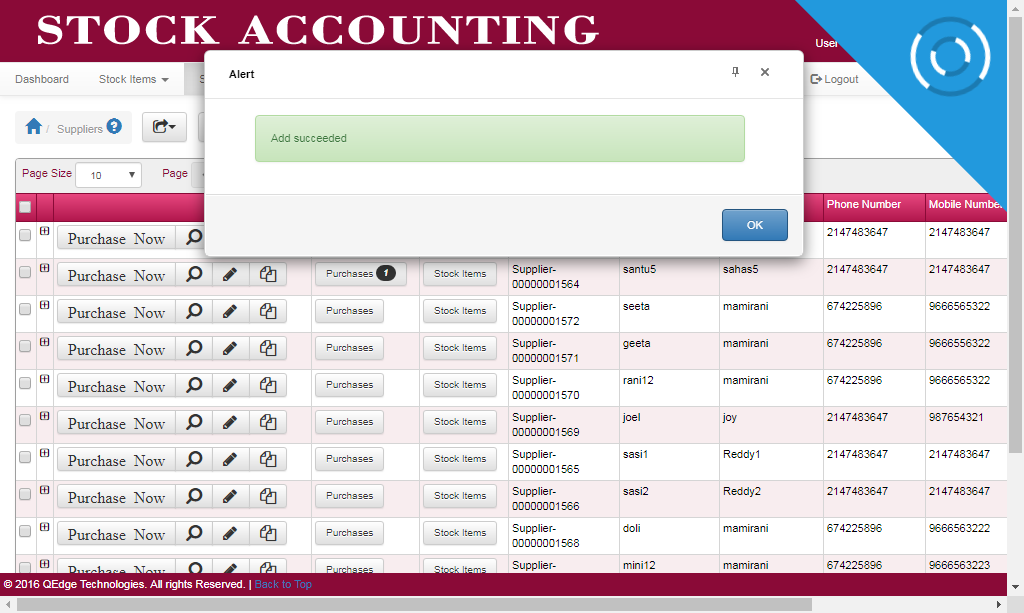 STOCK ACCOUNTING
User
Dashboard Stock Items S Logout
Alert
Add succeeded
OK
/ Suppliers ?
Page Size 10 Page
Phone Number Mobile Number
Purchase Now 2147483647 2147483647
Purchase Now Purchases 1 Stock Items Supplier-00000001564 santu5 sahas5 2147483647 2147483647
Purchase Now Purchases Stock Items Supplier-00000001572 seeta mamirani 674225896 9666565322
Purchase Now Purchases Stock Items Supplier-00000001571 geeta mamirani 674225896 9666556322
Purchase Now Purchases Stock Items Supplier-00000001570 rani12 mamirani 674225896 9666563322
Purchase Now Purchases Stock Items Supplier-00000001569 joel joy 2147483647 987654321
Purchase Now Purchases Stock Items Supplier-00000001565 sasi1 Reddy1 2147483647 2147483647
Purchase Now Purchases Stock Items Supplier-00000001566 sasi2 Reddy2 2147483647 2147483647
Purchase Now Purchases Stock Items Supplier-00000001568 doli mamirani 674225896 9666563222
Purchase Now Purchases Stock Items Supplier- mini12 mamirani 674225896 9666563223
© 2016 QEdge Technologies. All rights Reserved. | Back to Top